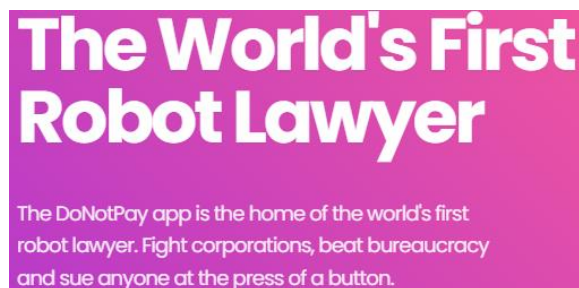 The World's First
Robot Lawyer
The DoNotPay app is the home of the world's first
robot lawyer. Fight corporations, beat bureaucracy
and sue anyone at the press of a button.